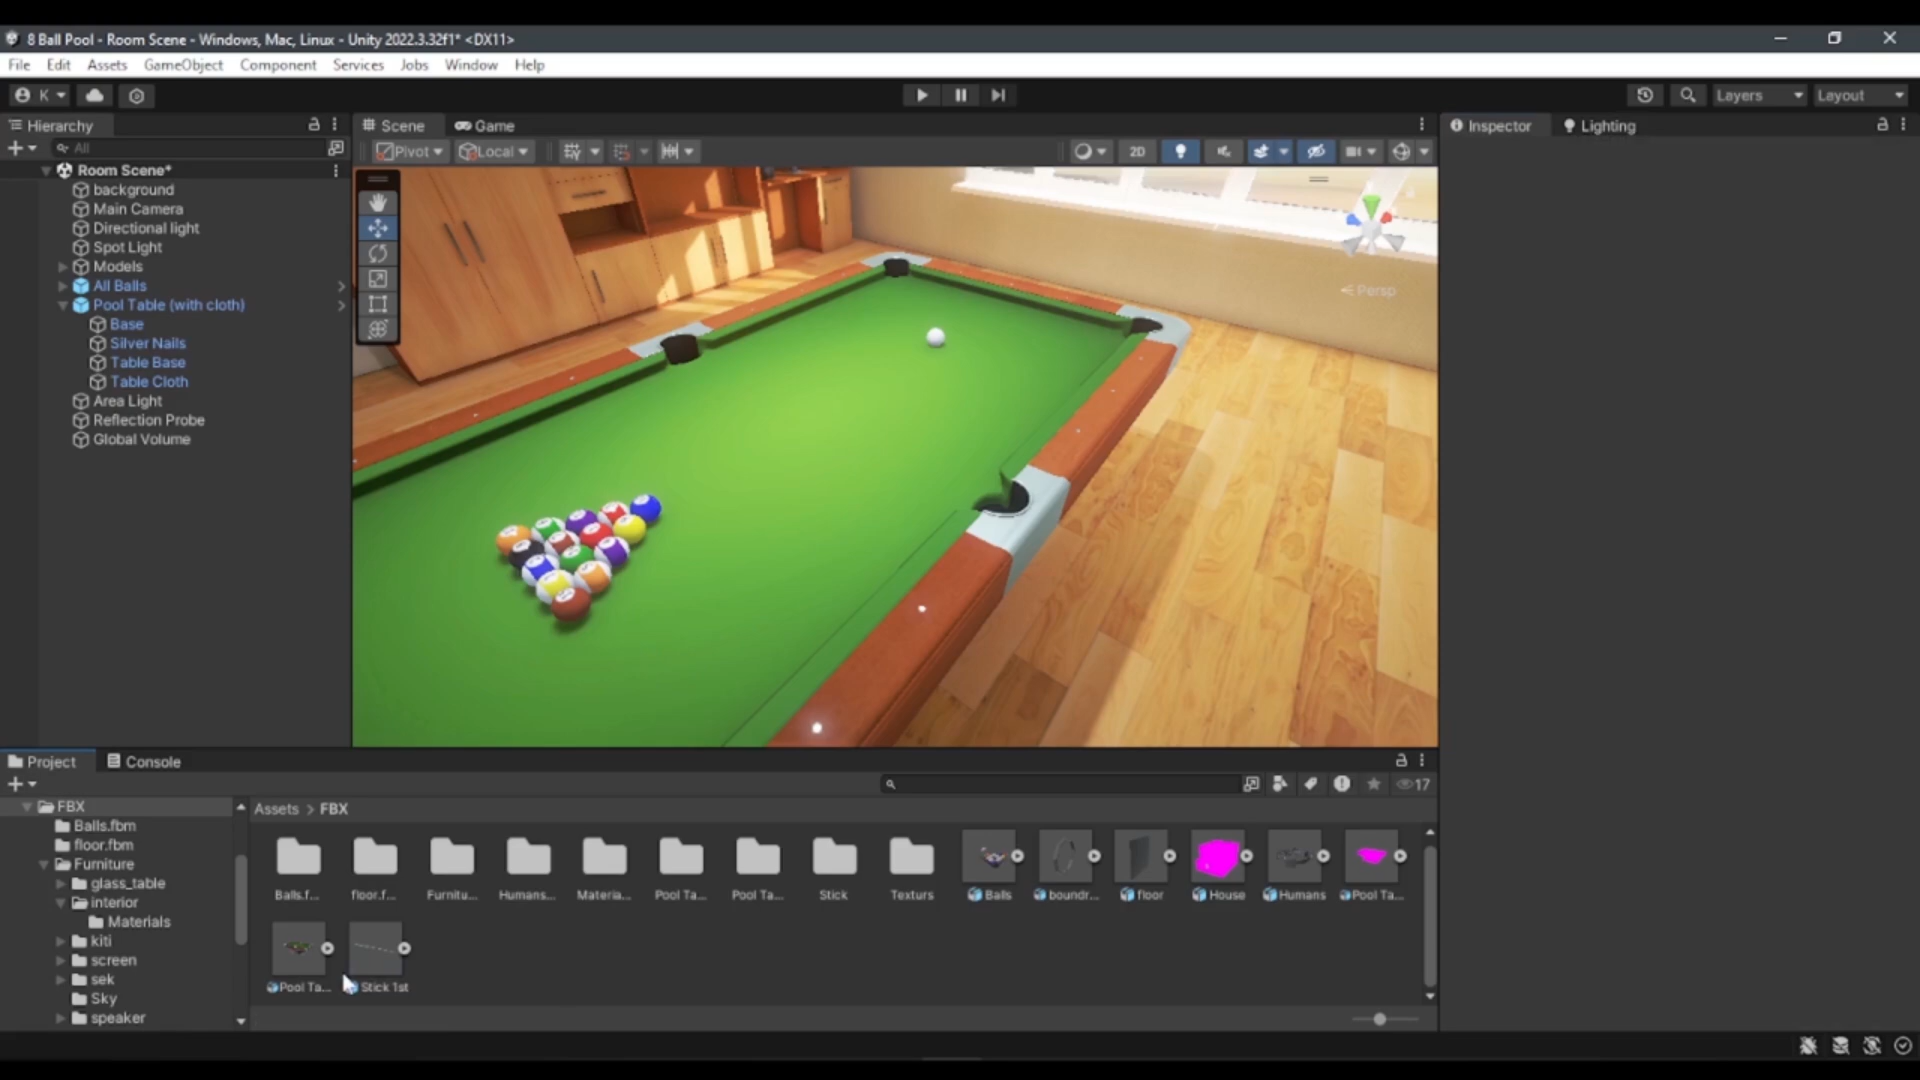 8 Ball Pool - Room Scene - Windows, Mac, Linux - Unity 2022.3.32f1* <DX11>
File Edit Assets GameObject Component Services Jobs Window Help
K Layers Layout
Hierarchy
All
Room Scene*
background
Main Camera
Directional light
Spot Light
Models
All Balls
Pool Table (with cloth)
Base
Silver Nails
Table Base
Table Cloth
Area Light
Reflection Probe
Global Volume
Scene Game
Pivot Local 2D
Persp
Inspector Lighting
Project Console
17
FBX
Balls.fbm
floor.fbm
Furniture
glass_table
interior
Materials
kiti
screen
sek
Sky
speaker
Assets > FBX
Balls.f... floor.f... Furnitu... Humans... Materia... Pool Ta... Pool Ta... Stick Texturs Balls boundr... floor House Humans Pool Ta...
Pool Ta... Stick 1st